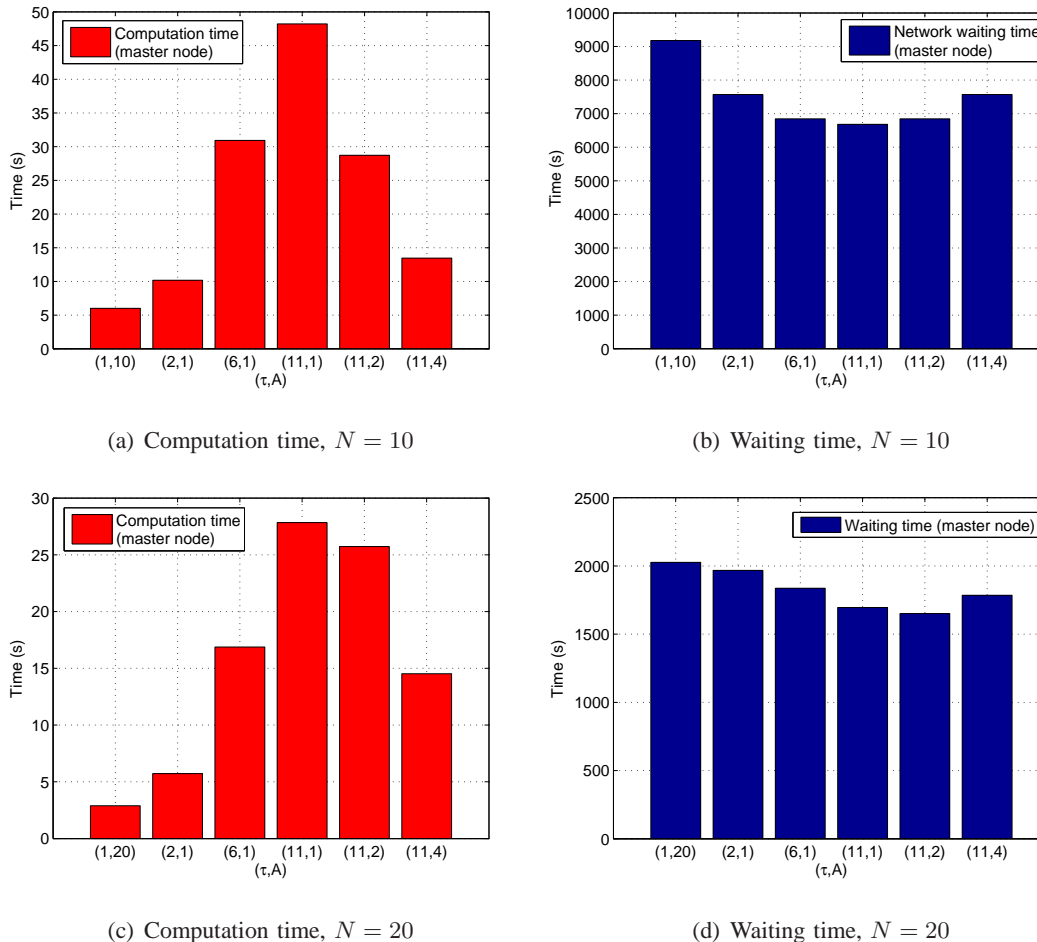 50
45
40
35
30
25
20
15
10
5
0
Time (s)
Computation time
(master node)
(1,10) (2,1) (6,1) (11,1) (11,2) (11,4)
(τ,A)
(a) Computation time, N = 10
10000
9000
8000
7000
6000
5000
4000
3000
2000
1000
0
Time (s)
Network waiting time
(master node)
(1,10) (2,1) (6,1) (11,1) (11,2) (11,4)
(τ,A)
(b) Waiting time, N = 10
30
25
20
15
10
5
0
Time (s)
Computation time
(master node)
(1,20) (2,1) (6,1) (11,1) (11,2) (11,4)
(τ,A)
(c) Computation time, N = 20
2500
2000
1500
1000
500
0
Time (s)
Waiting time (master node)
(1,20) (2,1) (6,1) (11,1) (11,2) (11,4)
(τ,A)
(d) Waiting time, N = 20